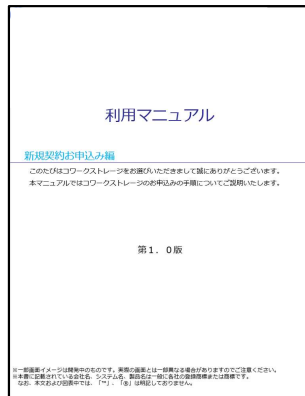 利用マニュアル
新規契約お申込み編
このたびはコワークストレージをお選びいただきまして誠にありがとうございます。
本マニュアルではコワークストレージのお申込みの手順についてご説明いたします。
第1．0版
※一部画面イメージは開発中のものです。実際の画面とは一部異なる場合がありますのでご注意ください。
※本書に記載されている会社名、システム名、製品名は一般に各社の登録商標または商標です。
なお、本文および図表中では、「™」、「®」は明記しておりません。